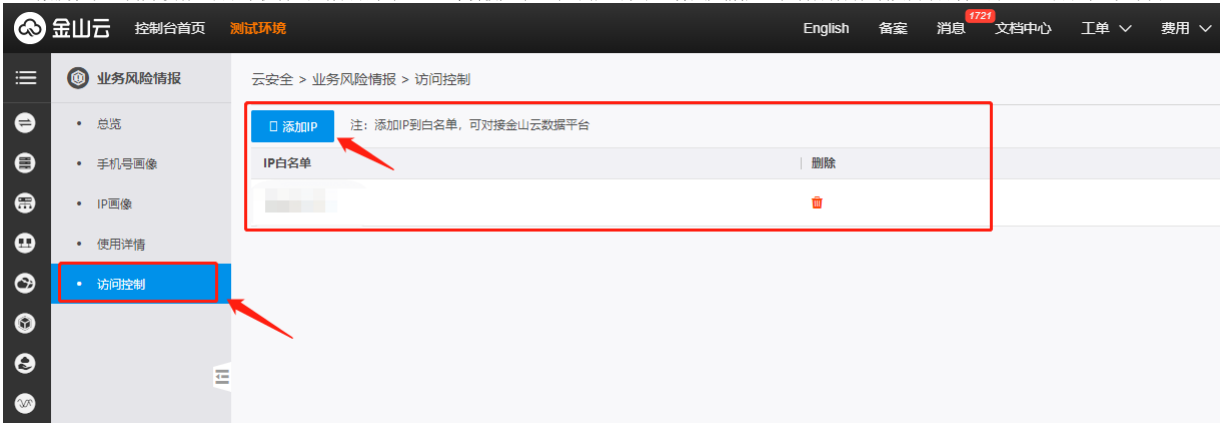 金山云 控制台首页 测试环境 English 备案 消息 1721 文档中心 工单 费用
业务风险情报
云安全 > 业务风险情报 > 访问控制
• 总览
添加IP 注：添加IP到白名单，可对接金山云数据平台
• 手机号画像
IP白名单 删除
• IP画像
• 使用详情
• 访问控制